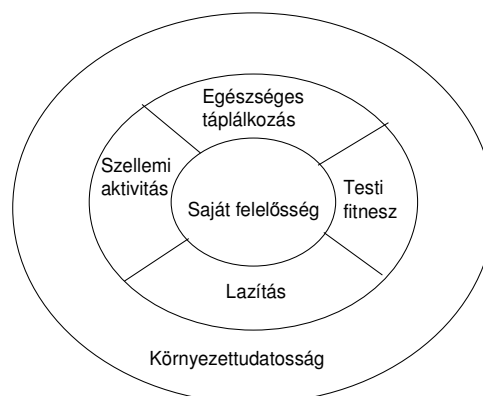 Egészséges
táplálkozás
Szellemi
aktivitás
Saját felelősség
Testi
fitnesz
Lazítás
Környezettudatosság